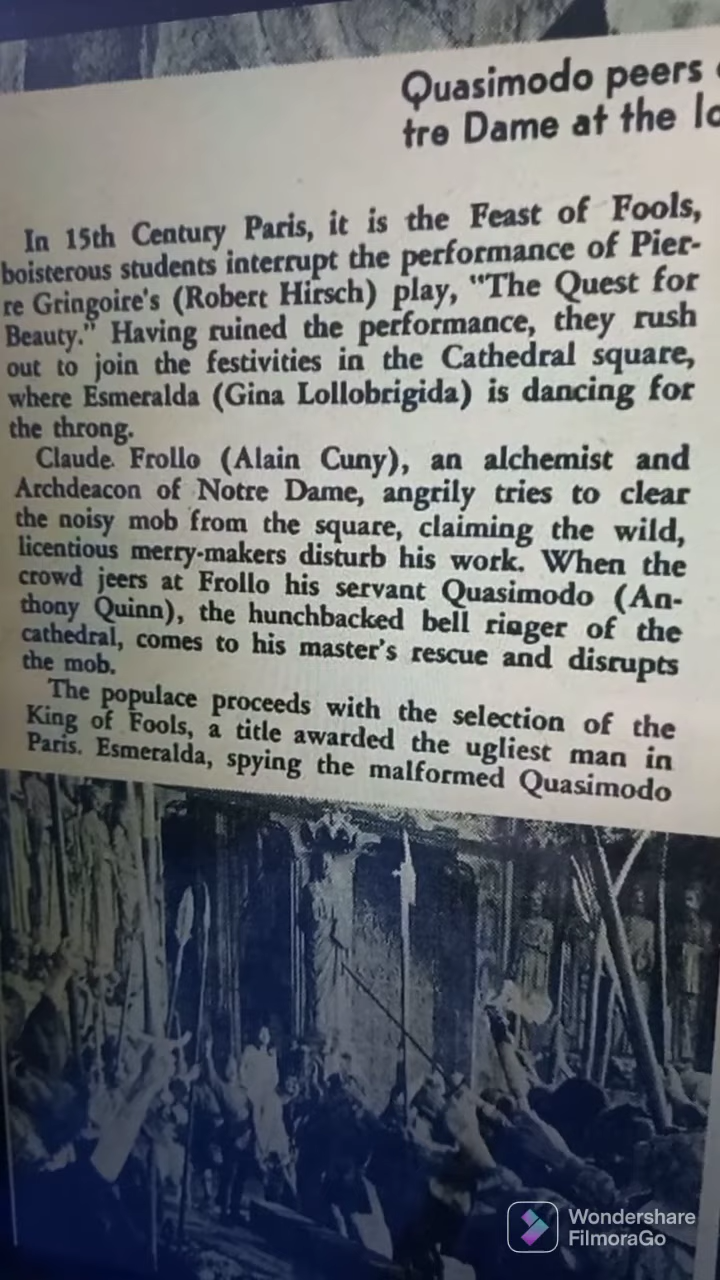 Quasimodo peers
tre Dame at the lo
In 15th Century Paris, it is the Feast of Fools,
boisterous students interrupt the performance of Pier-
re Gringoire's (Robert Hirsch) play, "The Quest for
Beauty." Having ruined the performance, they rush
out to join the festivities in the Cathedral square,
where Esmeralda (Gina Lollobrigida) is dancing for
the throng.
Claude Frollo (Alain Cuny), an alchemist and
Archdeacon of Notre Dame, angrily tries to clear
the noisy mob from the square, claiming the wild,
licentious merry-makers disturb his work. When the
crowd jeers at Frollo his servant Quasimodo (An-
thony Quinn), the hunchbacked bell ringer of the
cathedral, comes to his master's rescue and disrupts
the mob.
The populace proceeds with the selection of the
King of Fools, a title awarded the ugliest man in
Paris. Esmeralda, spying the malformed Quasimodo
Wondershare
FilmoraGo